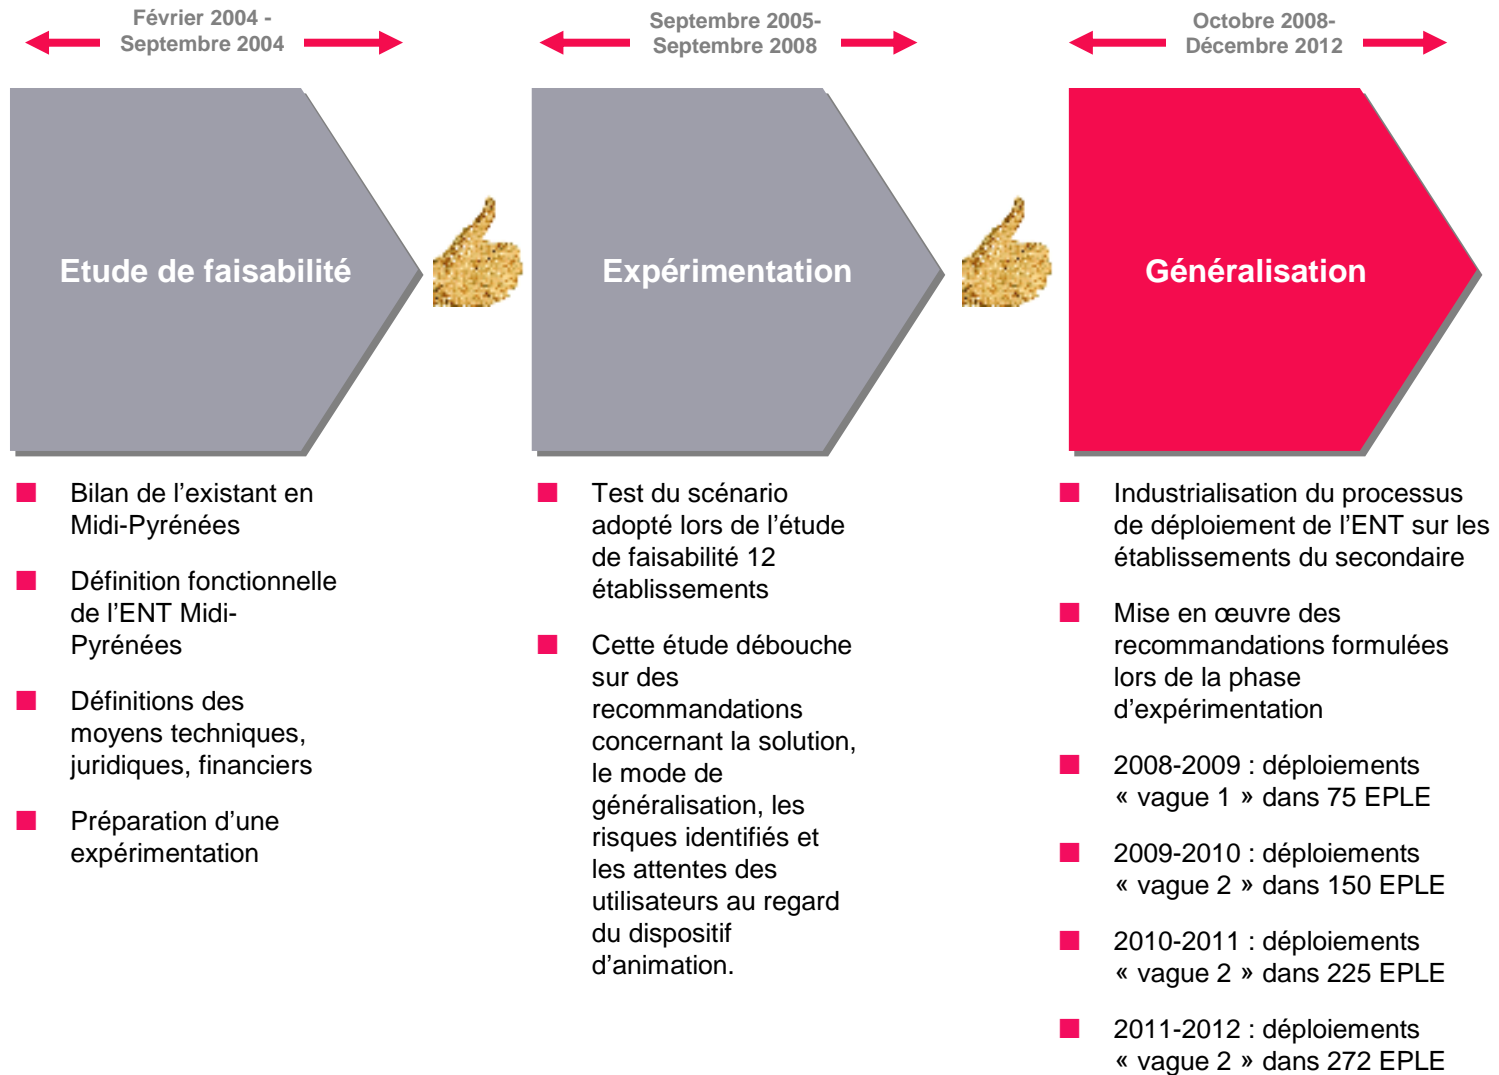 Février 2004 -
Septembre 2004
Septembre 2005-
Septembre 2008
Octobre 2008-
Décembre 2012
Etude de faisabilité
Expérimentation
Généralisation
Bilan de l’existant en
Midi-Pyrénées
Définition fonctionnelle
de l’ENT Midi-
Pyrénées
Définitions des
moyens techniques,
juridiques, financiers
Préparation d’une
expérimentation
Test du scénario
adopté lors de l’étude
de faisabilité 12
établissements
Cette étude débouche
sur des
recommandations
concernant la solution,
le mode de
généralisation, les
risques identifiés et
les attentes des
utilisateurs au regard
du dispositif
d’animation.
Industrialisation du processus
de déploiement de l’ENT sur les
établissements du secondaire
Mise en œuvre des
recommandations formulées
lors de la phase
d’expérimentation
2008-2009 : déploiements
« vague 1 » dans 75 EPLE
2009-2010 : déploiements
« vague 2 » dans 150 EPLE
2010-2011 : déploiements
« vague 2 » dans 225 EPLE
2011-2012 : déploiements
« vague 2 » dans 272 EPLE